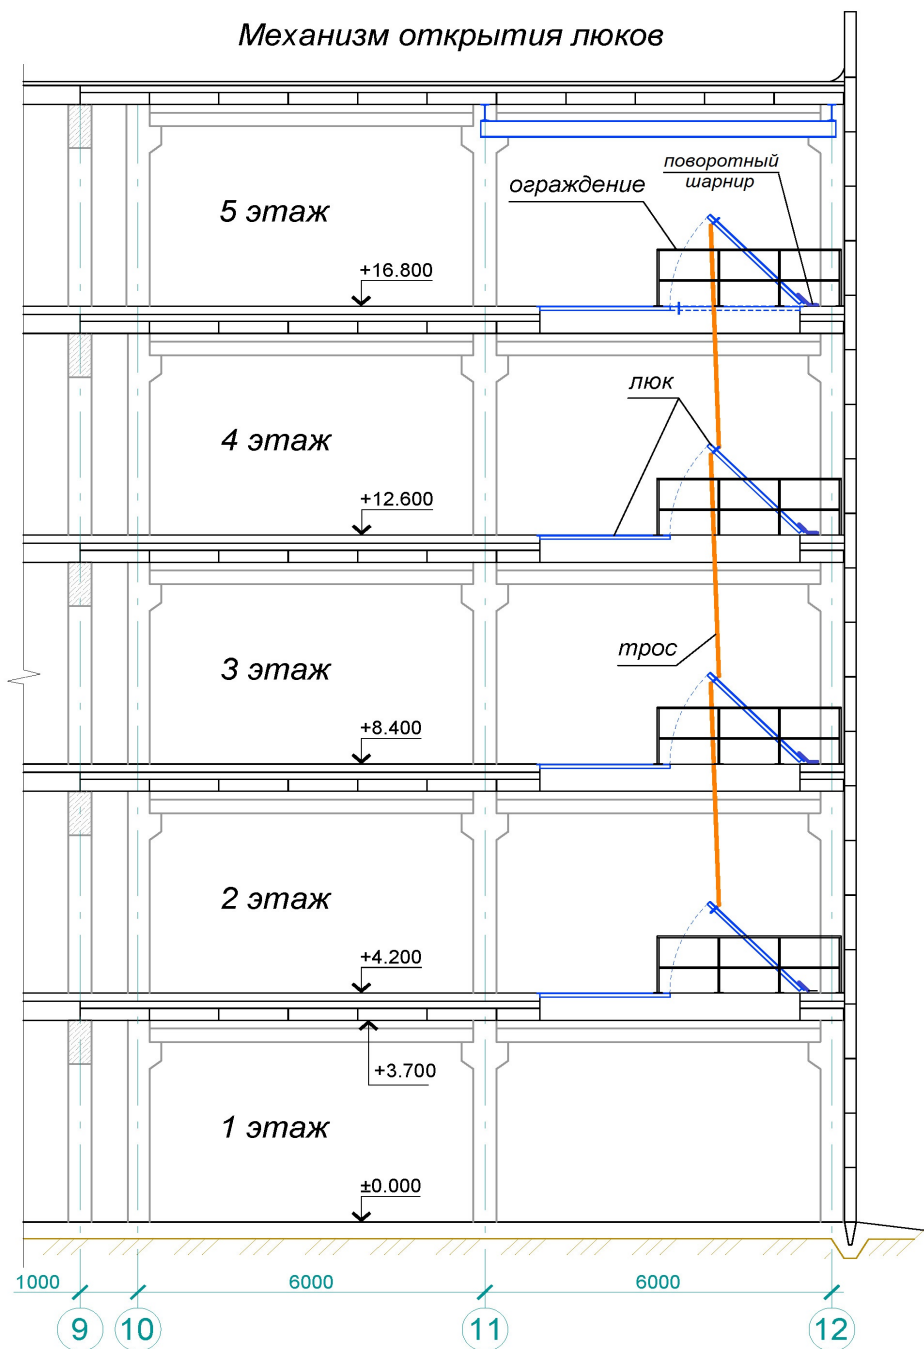 Механизм открытия люков
поворотный
шарнир
ограждение
5 этаж
+16.800
люк
4 этаж
+12.600
трос
3 этаж
+8.400
2 этаж
+4.200
+3.700
1 этаж
±0.000
1000
6000
6000
9
10
11
12